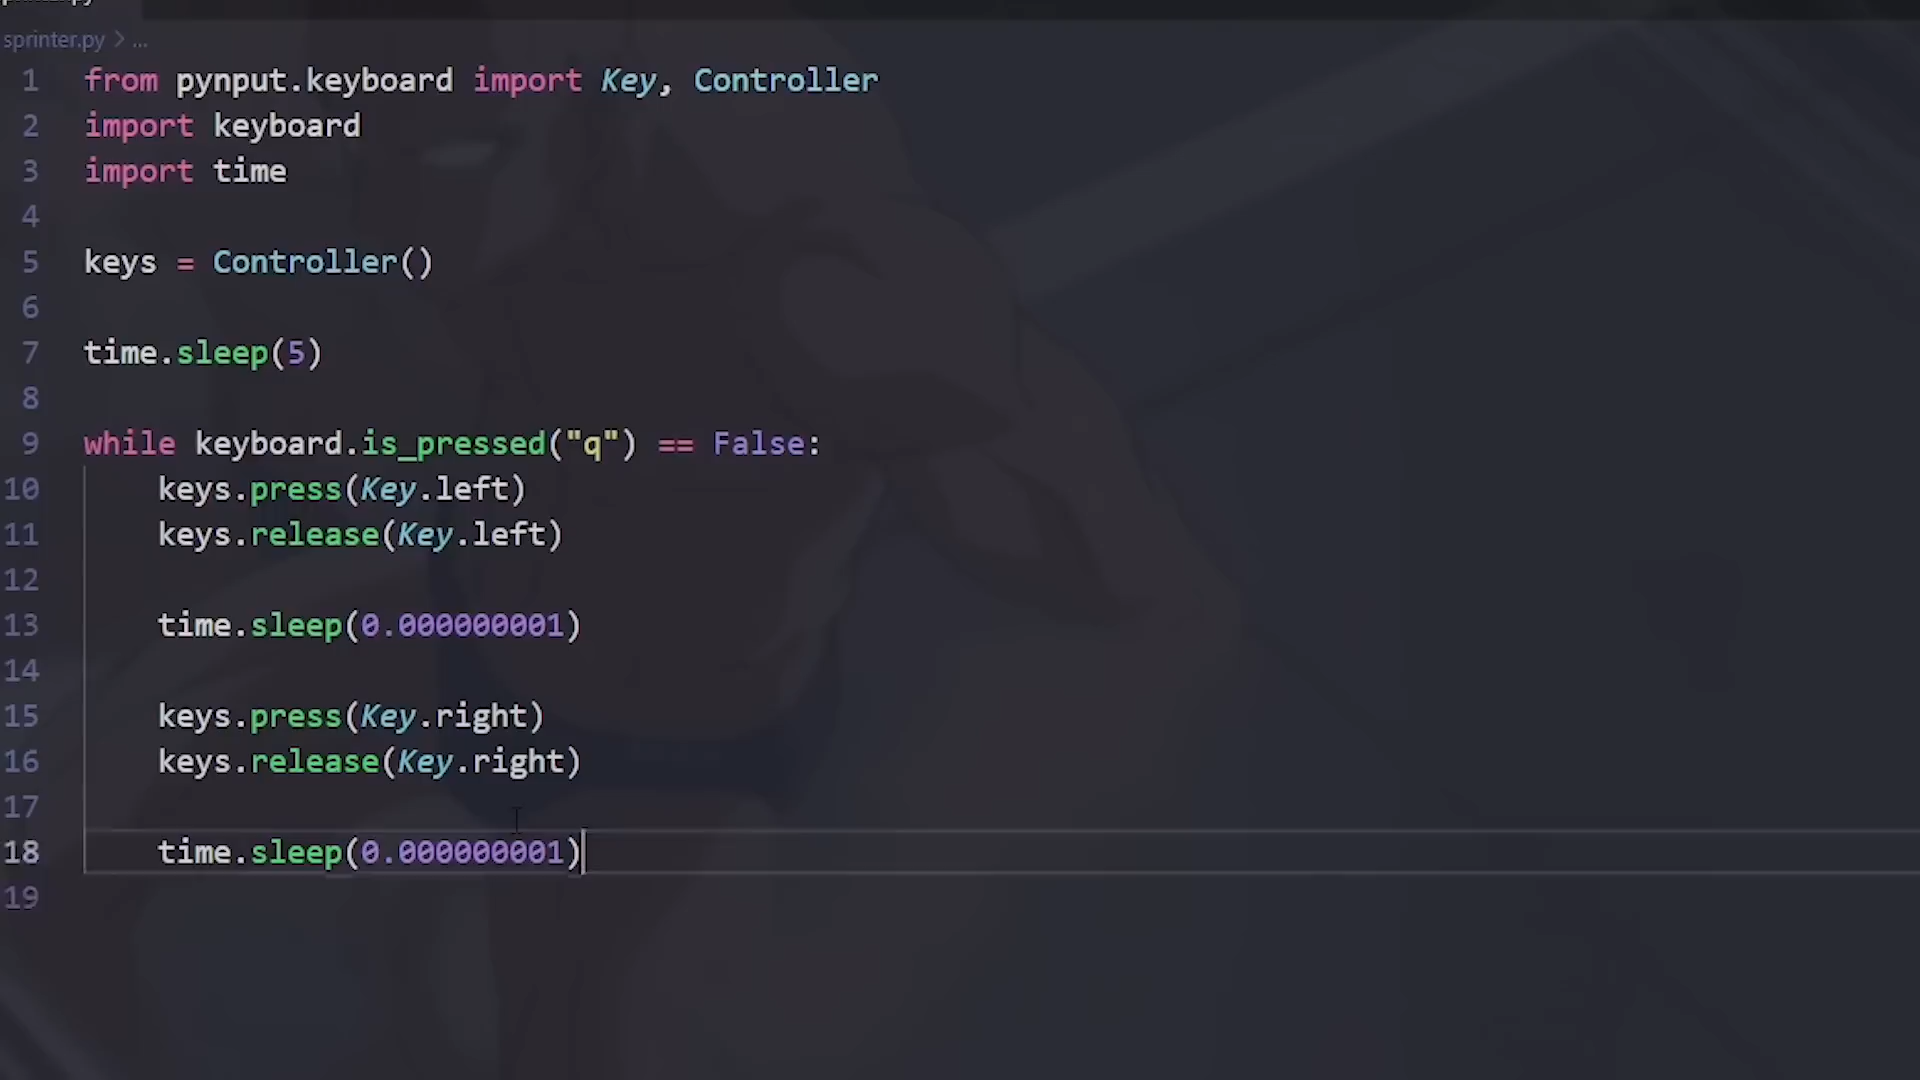 sprinter.py > ...
1 from pynput.keyboard import Key, Controller
2 import keyboard
3 import time
4
5 keys = Controller()
6
7 time.sleep(5)
8
9 while keyboard.is_pressed("q") == False:
10 keys.press(Key.left)
11 keys.release(Key.left)
12
13 time.sleep(0.000000001)
14
15 keys.press(Key.right)
16 keys.release(Key.right)
17
18 time.sleep(0.000000001)
19